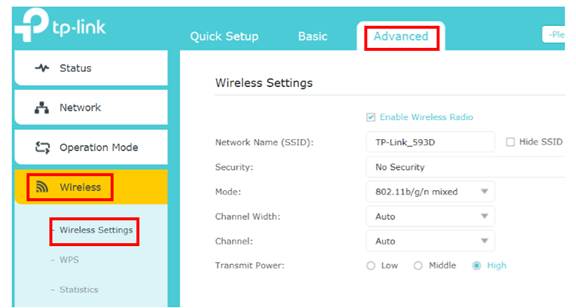 tp-link
Quick Setup Basic Advanced
Status
Network
Operation Mode
Wireless
- Wireless Settings
- WPS
- Statistics
Wireless Settings
Enable Wireless Radio
Network Name (SSID): TP-Link_593D Hide SSID
Security: No Security
Mode: 802.11b/g/n mixed
Channel Width: Auto
Channel: Auto
Transmit Power: Low Middle High